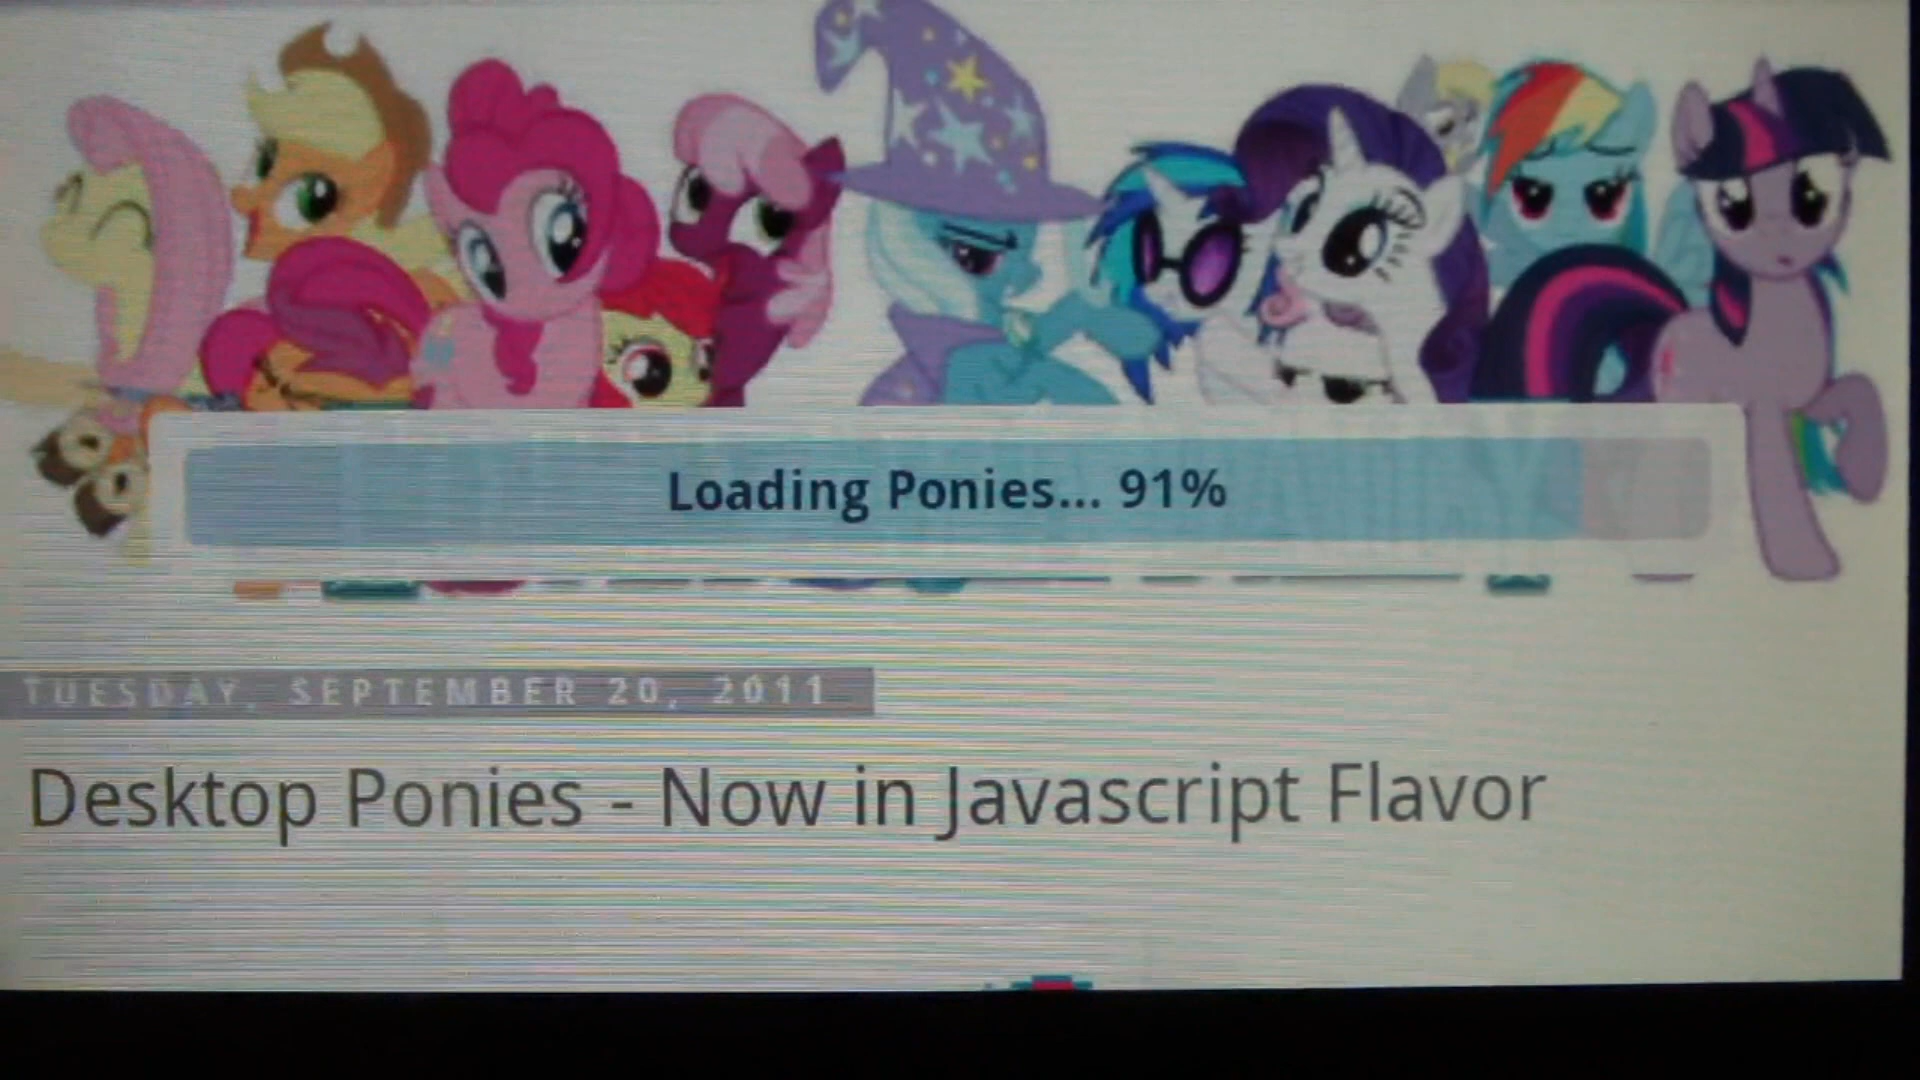 Loading Ponies... 91%
TUESDAY, SEPTEMBER 20, 2011
Desktop Ponies - Now in Javascript Flavor